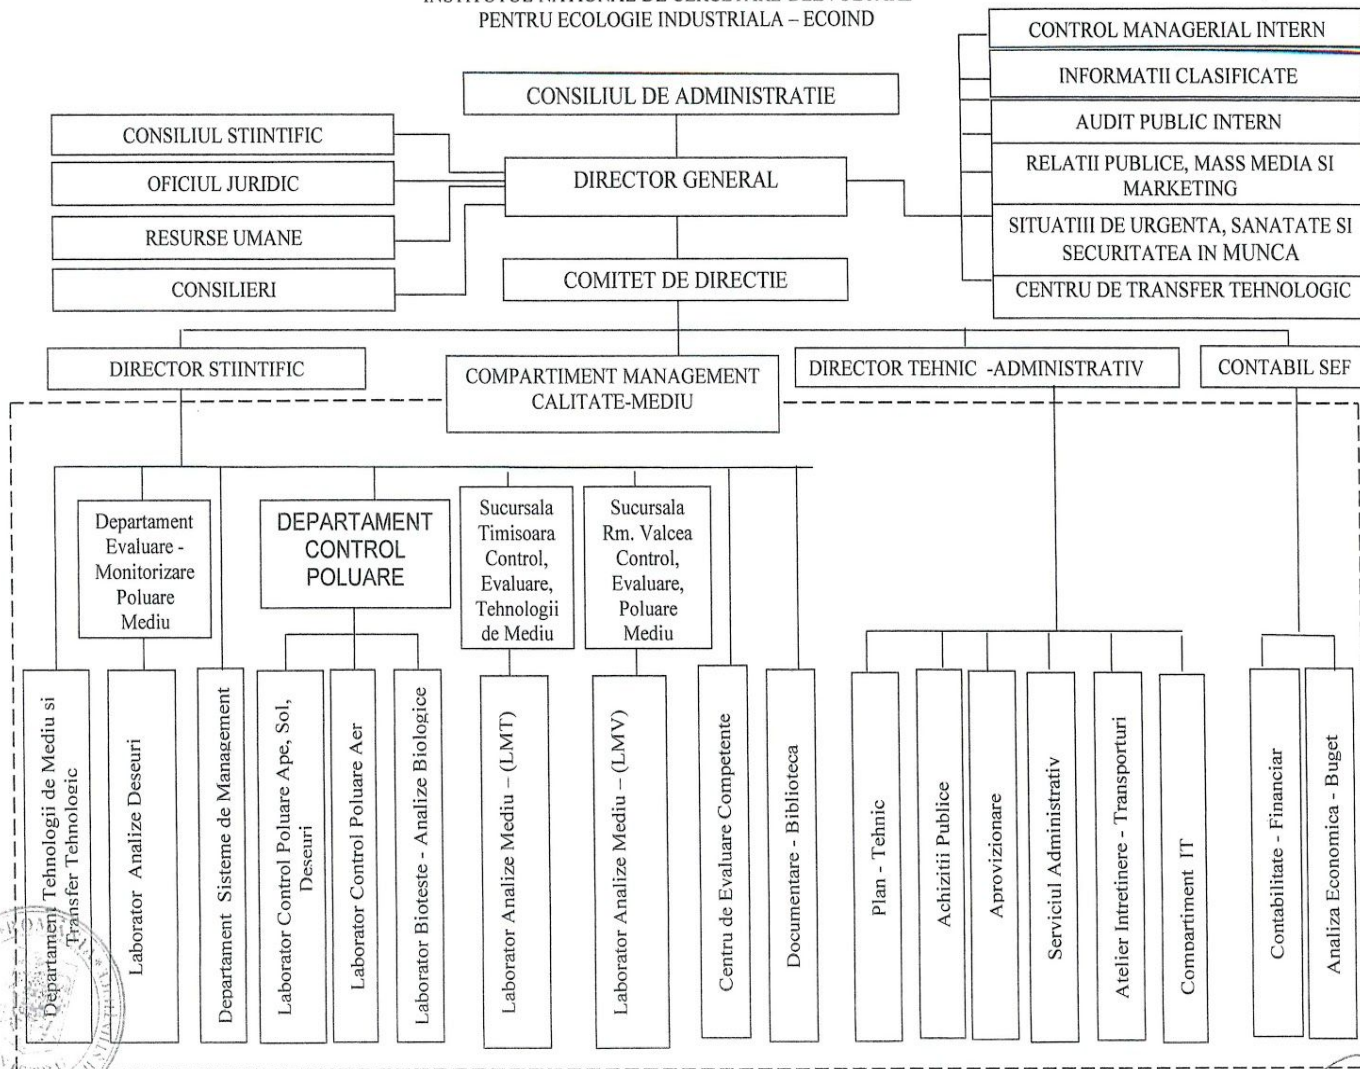 PENTRU ECOLOGIE INDUSTRIALA – ECOIND
CONTROL MANAGERIAL INTERN
INFORMATII CLASIFICATE
AUDIT PUBLIC INTERN
RELATII PUBLICE, MASS MEDIA SI
MARKETING
SITUATIII DE URGENTA, SANATATE SI
SECURITATEA IN MUNCA
CENTRU DE TRANSFER TEHNOLOGIC
CONSILIUL DE ADMINISTRATIE
CONSILIUL STIINTIFIC
OFICIUL JURIDIC
RESURSE UMANE
CONSILIERI
DIRECTOR GENERAL
COMITET DE DIRECTIE
DIRECTOR STIINTIFIC
COMPARTIMENT MANAGEMENT
CALITATE-MEDIU
DIRECTOR TEHNIC -ADMINISTRATIV
CONTABIL SEF
Departament
Evaluare -
Monitorizare
Poluare
Mediu
DEPARTAMENT
CONTROL
POLUARE
Sucursala
Timisoara
Control,
Evaluare,
Tehnologii
de Mediu
Sucursala
Rm. Valcea
Control,
Evaluare,
Poluare
Mediu
Departament Tehnologii de Mediu si
Transfer Tehnologic
Laborator Analize Deseuri
Departament Sisteme de Management
Laborator Control Poluare Ape, Sol,
Deseuri
Laborator Control Poluare Aer
Laborator Bioteste - Analize Biologice
Laborator Analize Mediu – (LMT)
Laborator Analize Mediu – (LMV)
Centru de Evaluare Competente
Documentare - Biblioteca
Plan - Tehnic
Achizitii Publice
Aprovizionare
Serviciul Administrativ
Atelier Intretinere - Transporturi
Compartiment IT
Contabilitate - Financiar
Analiza Economica - Buget